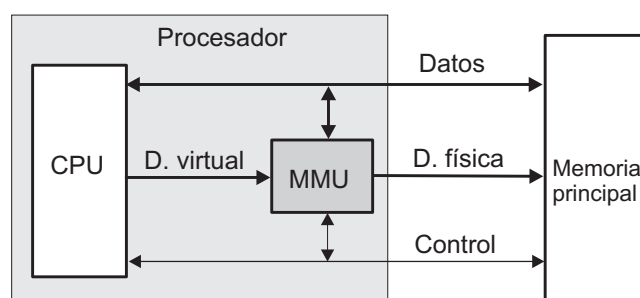 Procesador
Datos
CPU
D. virtual
MMU
D. física
Memoria
principal
Control